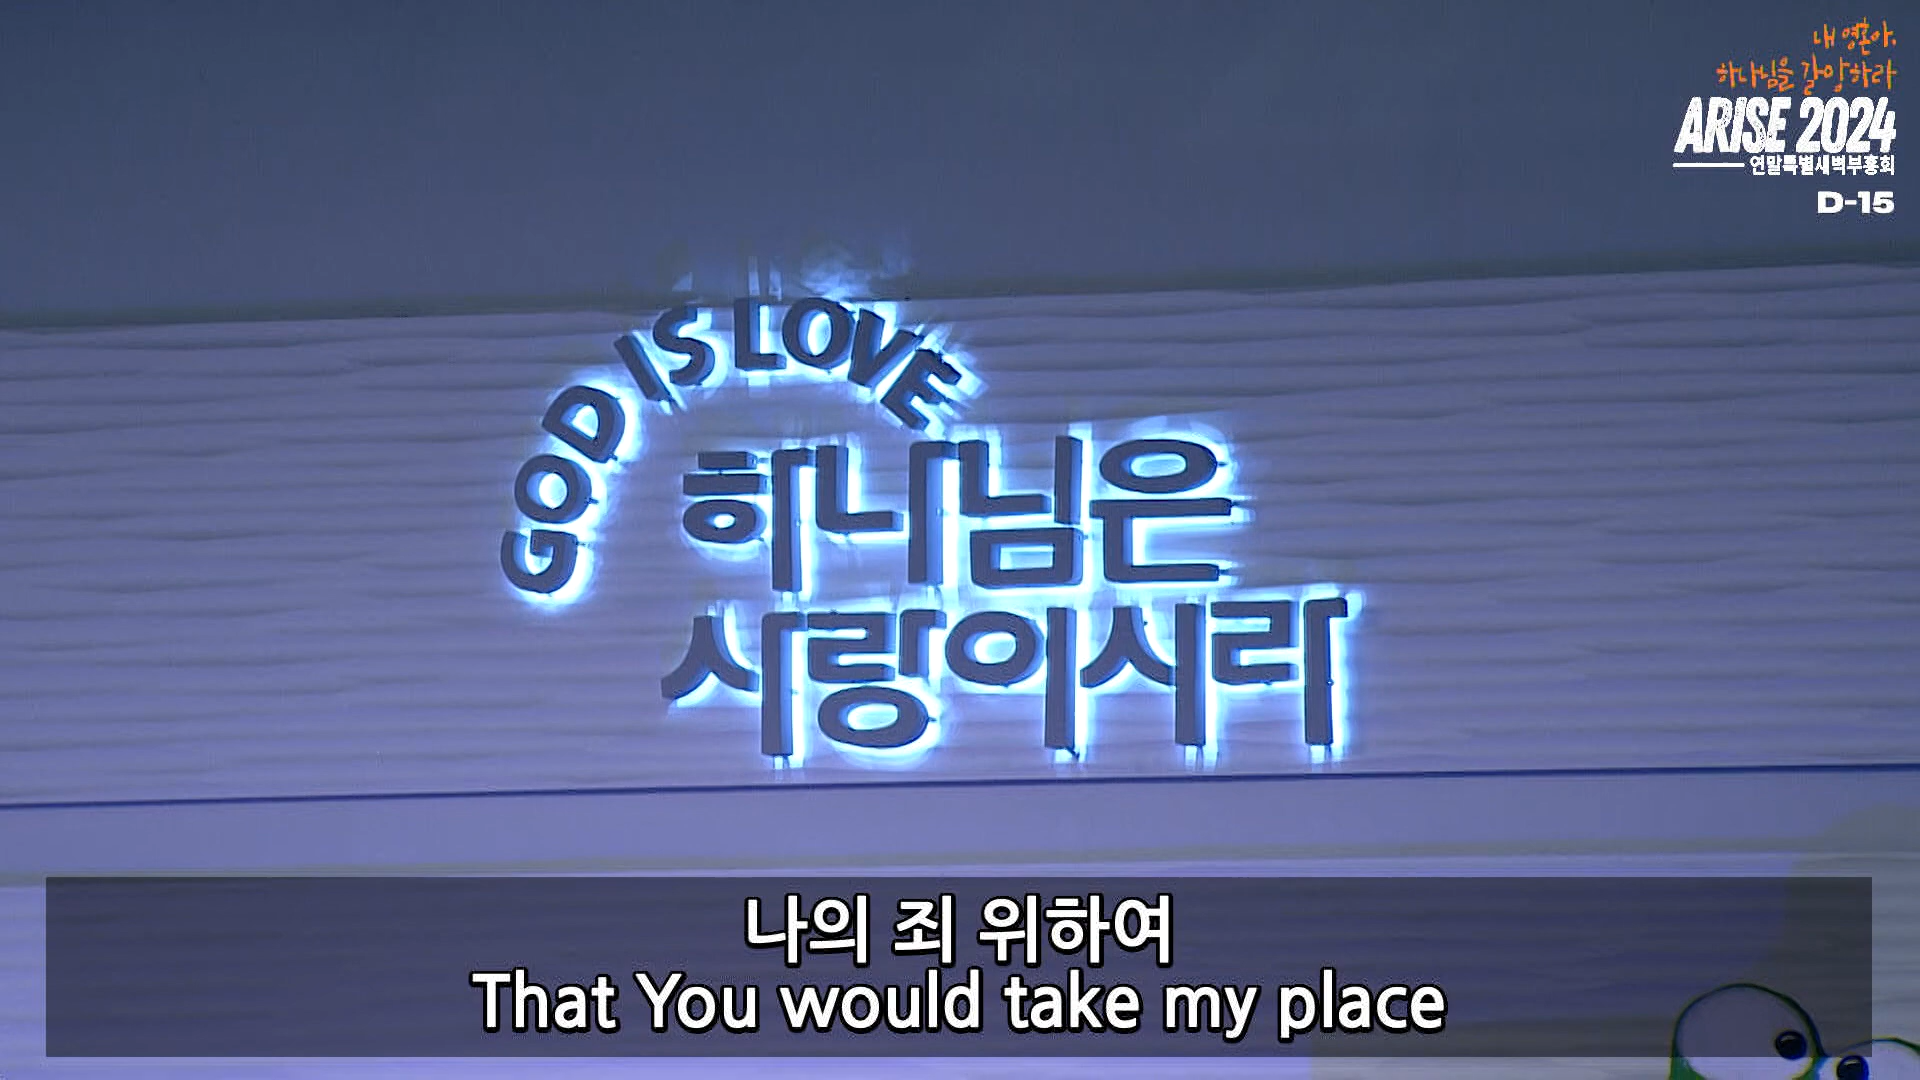 내 영혼아,
하나님을 갈망하라
ARISE 2024
연말특별새벽부흥회
D-15
GOD IS LOVE
하나님은
사랑이시라
나의 죄 위하여
That You would take my place